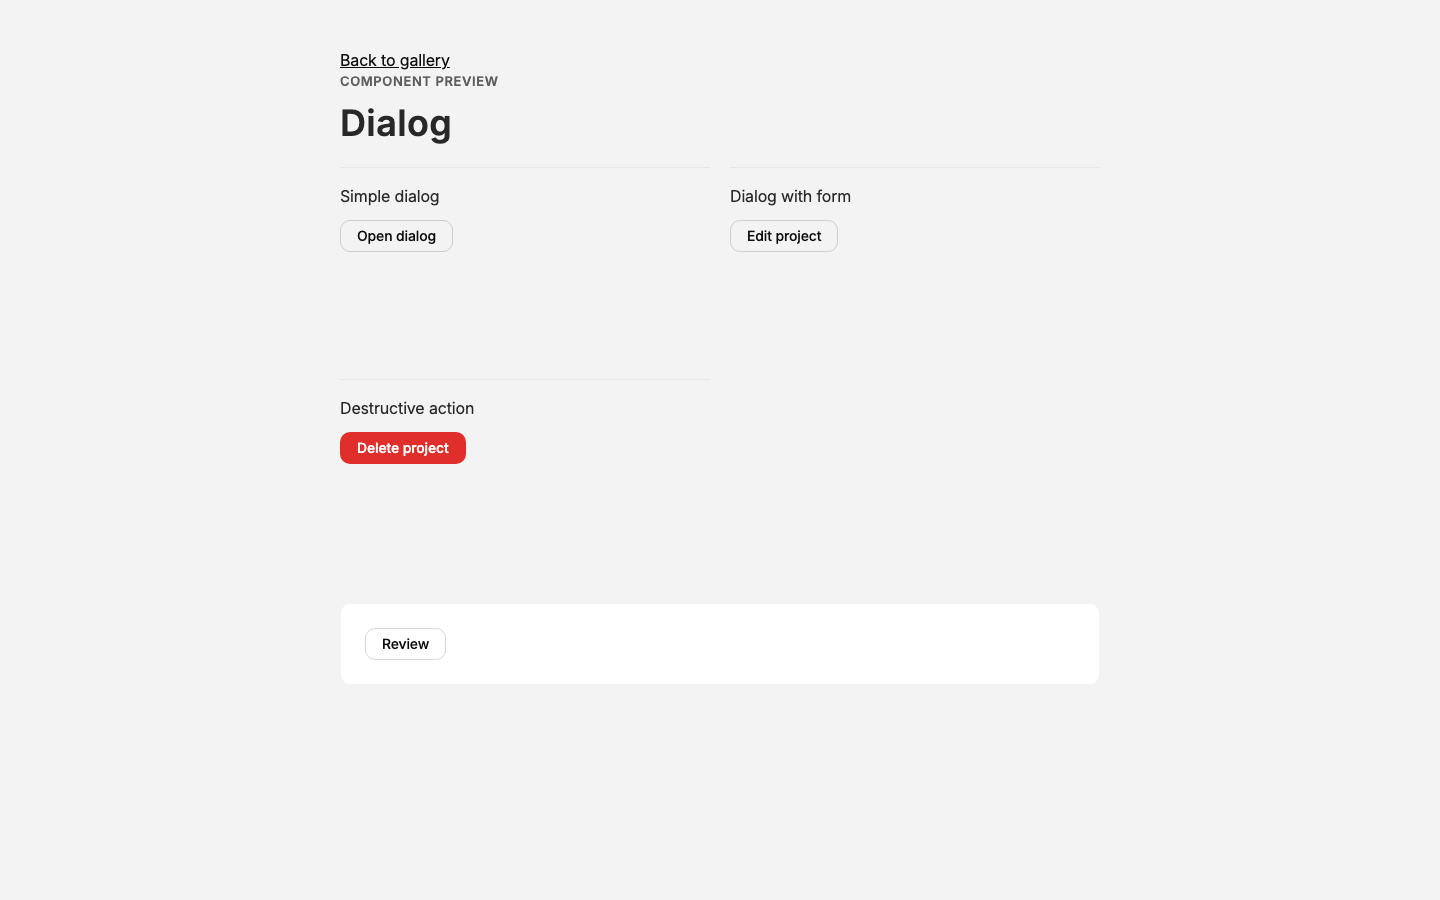 Back to gallery
COMPONENT PREVIEW
Dialog
Simple dialog
Open dialog
Dialog with form
Edit project
Destructive action
Delete project
Review